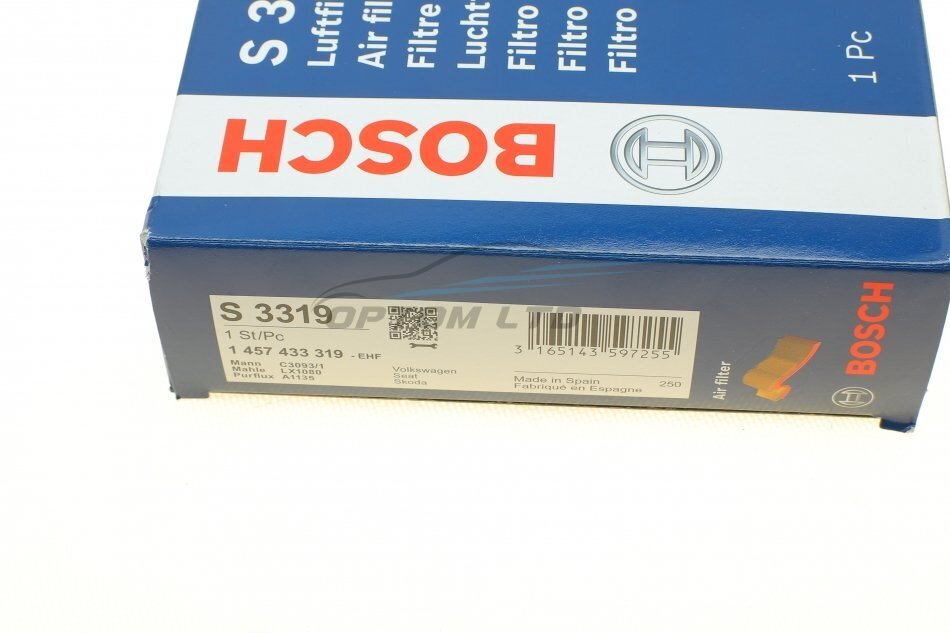 S 3
Luftfi
Air fil
Filtre
Lucht
Filtro
Filtro
Filtro
1 Pc
BOSCH
S 3319
1 St/Pc
1 457 433 319 - EHF
Mann C3093/1
Mahle LX1080
Purflux A1135
Volkswagen
Seat
Skoda
3 165143 597255
Made in Spain 250
Fabriqué en Espagne
Air filter
BOSCH
OPTCOM LTD